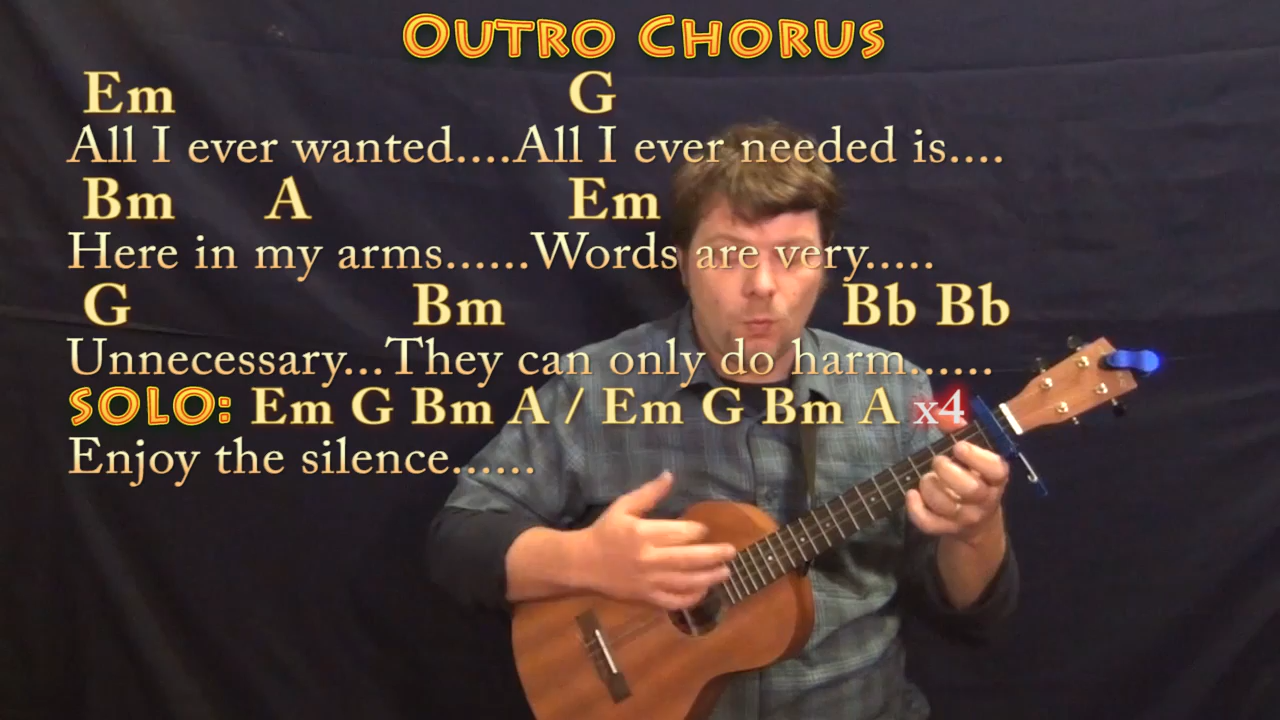 OUTRO CHORUS
Em G
All I ever wanted....All I ever needed is....
Bm A Em
Here in my arms......Words are very.....
G Bm Bb Bb
Unnecessary...They can only do harm......
SOLO: Em G Bm A / Em G Bm A x4
Enjoy the silence......